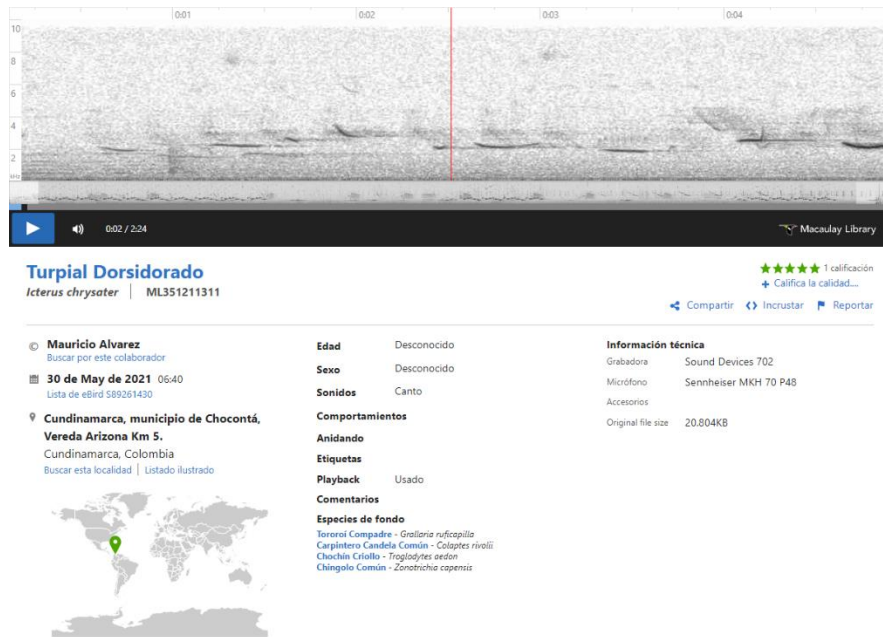 0:01 0:02 0:03 0:04
10
8
6
4
2
kHz
0:02 / 2:24
Macaulay Library
Turpial Dorsidorado
Icterus chrysater | ML351211311
1 calificación
+ Califica la calidad....
Compartir Incrustar Reportar
© Mauricio Alvarez
Buscar por este colaborador
30 de May de 2021 06:40
Lista de eBird S89261430
Cundinamarca, municipio de Chocontá,
Vereda Arizona Km 5.
Cundinamarca, Colombia
Buscar esta localidad | Listado ilustrado
Edad Desconocido
Sexo Desconocido
Sonidos Canto
Comportamientos
Anidando
Etiquetas
Playback Usado
Comentarios
Especies de fondo
Tororoí Compadre - Grallaria ruficapilla
Carpintero Candela Común - Colaptes rivolii
Chochín Criollo - Troglodytes aedon
Chingolo Común - Zonotrichia capensis
Información técnica
Grabadora Sound Devices 702
Micrófono Sennheiser MKH 70 P48
Accesorios
Original file size 20.804KB